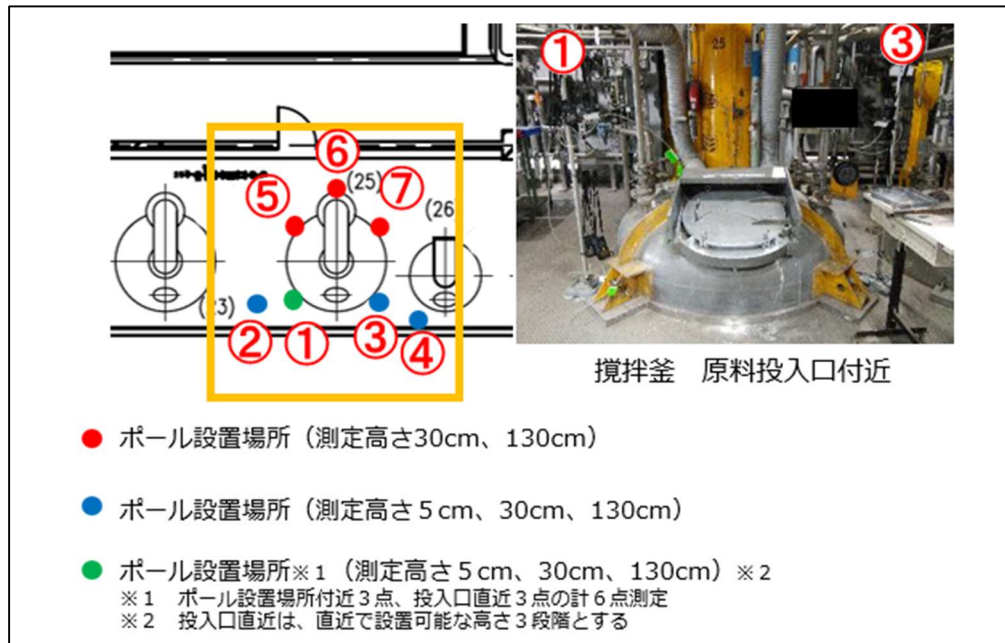 ⑥
(25)
⑤
⑦
(26
(23)
②
①
③
④
①
③
25
撹拌釜　原料投入口付近
ポール設置場所（測定高さ30cm、130cm）
ポール設置場所（測定高さ５cm、30cm、130cm）
ポール設置場所※１（測定高さ５cm、30cm、130cm）※２
※１　ポール設置場所付近３点、投入口直近３点の計６点測定
※２　投入口直近は、直近で設置可能な高さ３段階とする